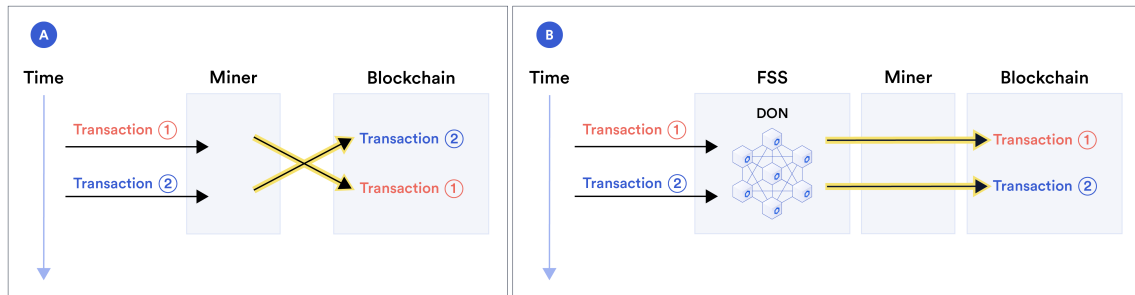 A
Time
Miner
Blockchain
Transaction 1
Transaction 2
Transaction 2
Transaction 1
B
Time
FSS
Miner
Blockchain
DON
Transaction 1
Transaction 1
Transaction 2
Transaction 2